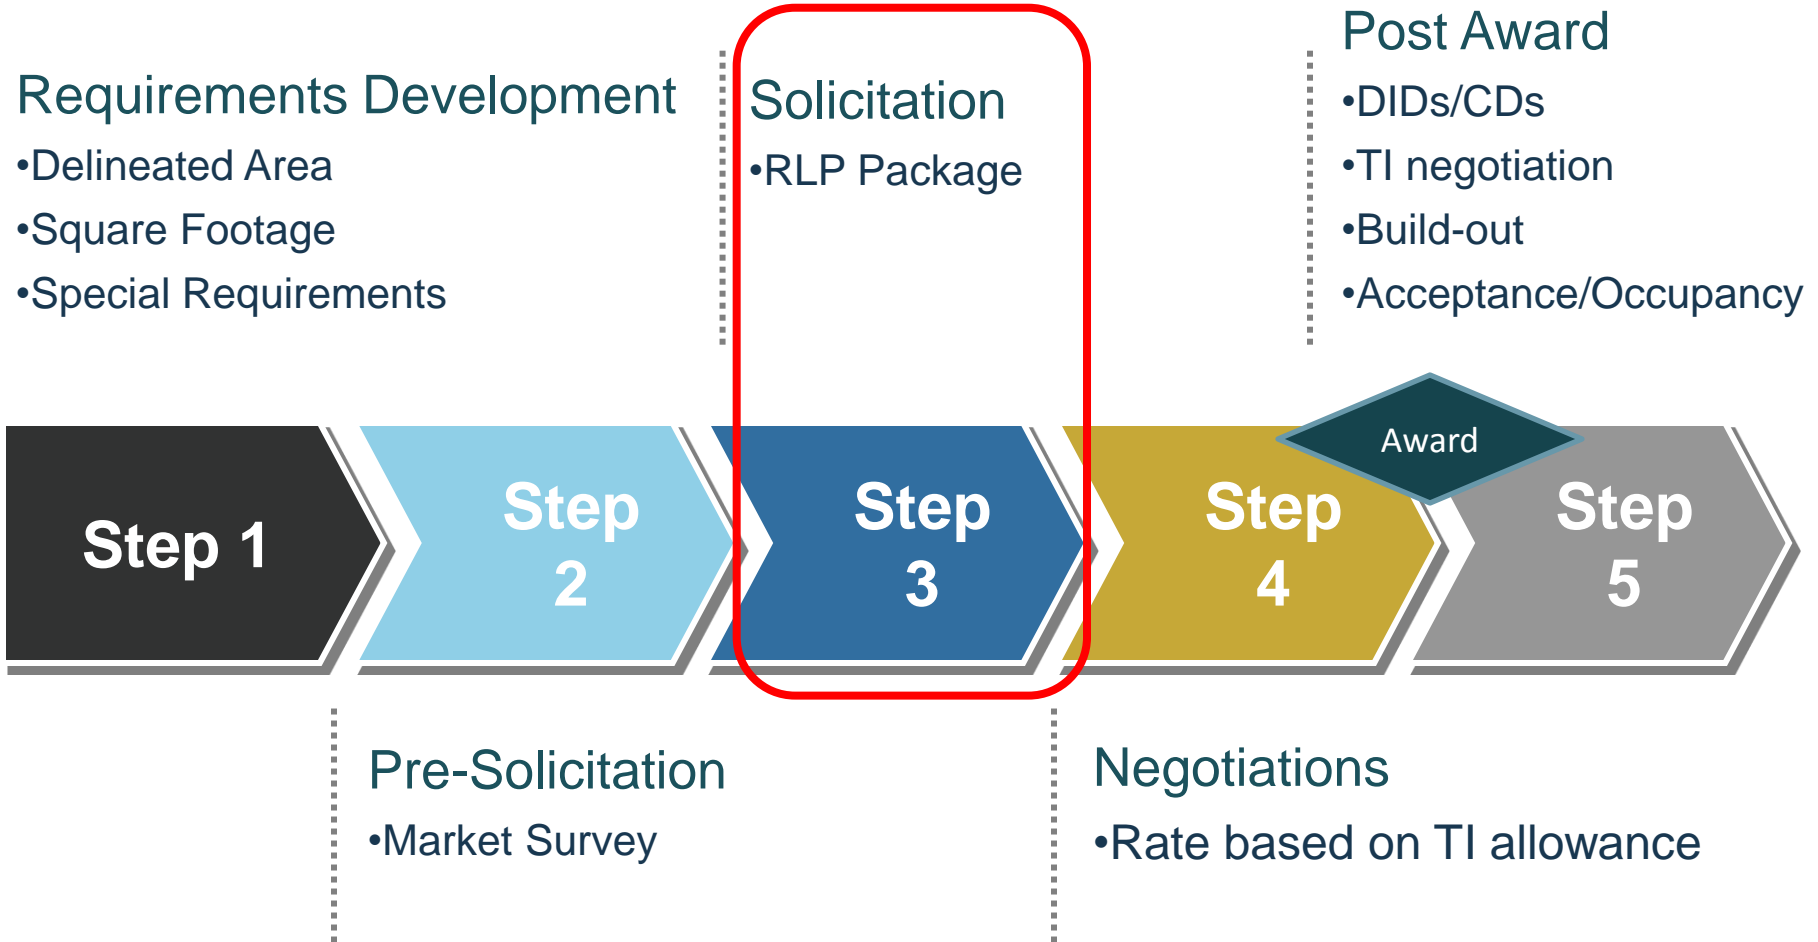 Requirements Development
•Delineated Area
•Square Footage
•Special Requirements
Solicitation
•RLP Package
Post Award
•DIDs/CDs
•TI negotiation
•Build-out
•Acceptance/Occupancy
Award
Step 1
Step
2
Step
3
Step
4
Step
5
Pre-Solicitation
•Market Survey
Negotiations
•Rate based on TI allowance